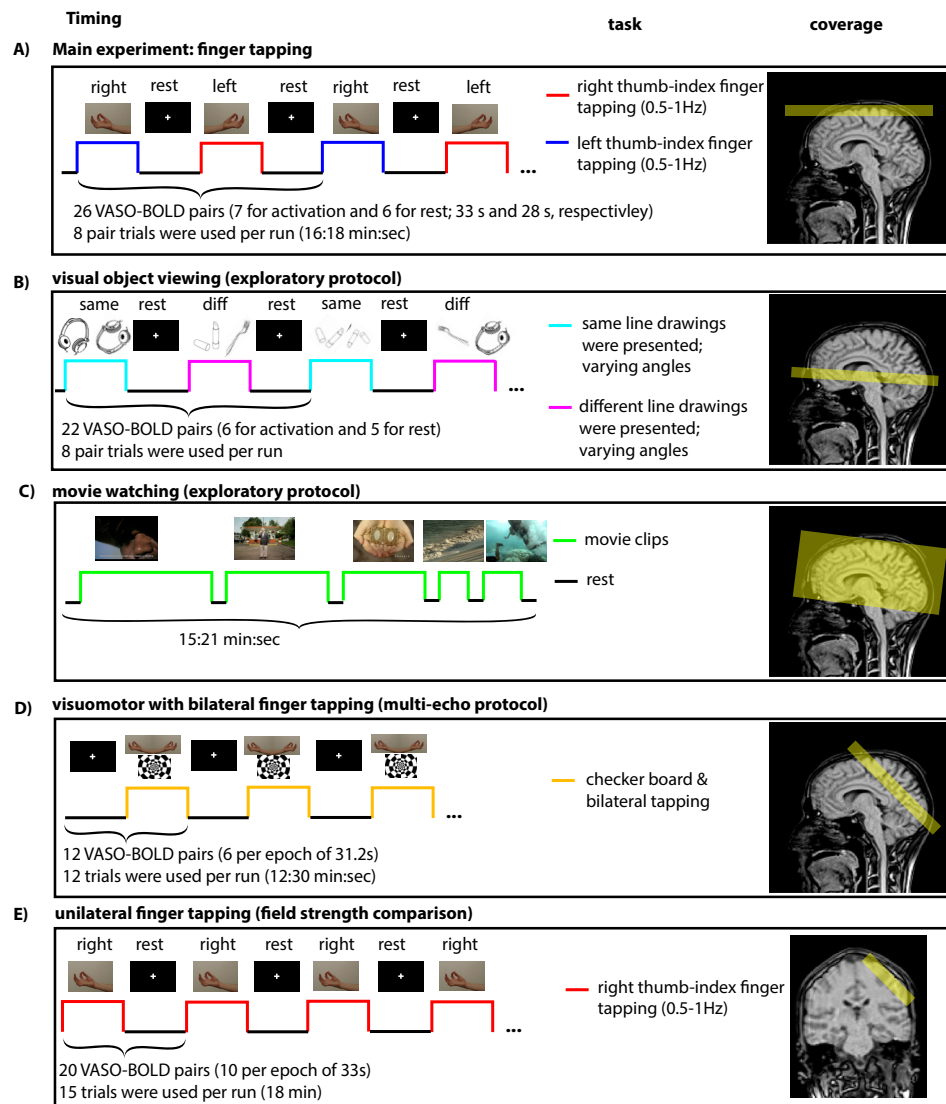 Timing
task
coverage
A) Main experiment: finger tapping
right rest left rest right rest left
right thumb-index finger
tapping (0.5-1Hz)
left thumb-index finger
tapping (0.5-1Hz)
...
26 VASO-BOLD pairs (7 for activation and 6 for rest; 33 s and 28 s, respectivley)
8 pair trials were used per run (16:18 min:sec)
B) visual object viewing (exploratory protocol)
same rest diff rest same rest diff
same line drawings
were presented;
varying angles
...
different line drawings
were presented;
varying angles
22 VASO-BOLD pairs (6 for activation and 5 for rest)
8 pair trials were used per run
C) movie watching (exploratory protocol)
movie clips
rest
15:21 min:sec
D) visuomotor with bilateral finger tapping (multi-echo protocol)
checker board &
bilateral tapping
...
12 VASO-BOLD pairs (6 per epoch of 31.2s)
12 trials were used per run (12:30 min:sec)
E) unilateral finger tapping (field strength comparison)
right rest right rest right rest right
right thumb-index finger
tapping (0.5-1Hz)
...
20 VASO-BOLD pairs (10 per epoch of 33s)
15 trials were used per run (18 min)